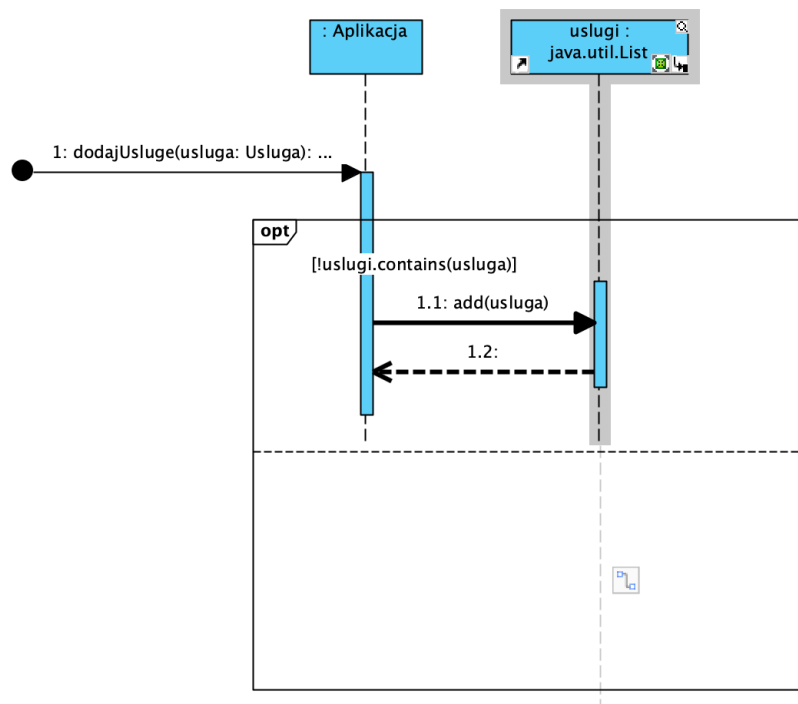 : Aplikacja
uslugi :
java.util.List
1: dodajUsluge(usluga: Usluga): ...
opt
[!uslugi.contains(usluga)]
1.1: add(usluga)
1.2: